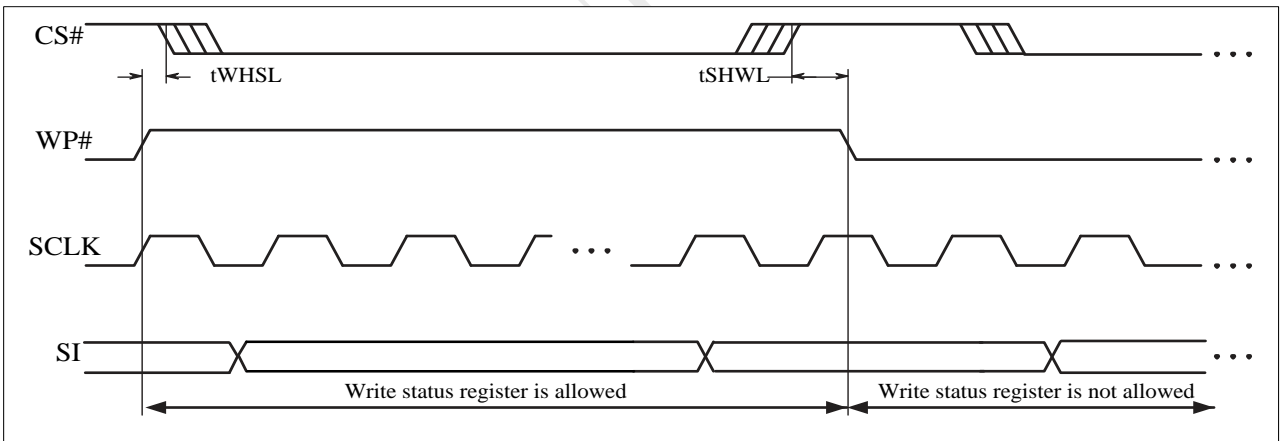 CS#
tWHSL
tSHWL
WP#
SCLK
SI
Write status register is allowed
Write status register is not allowed